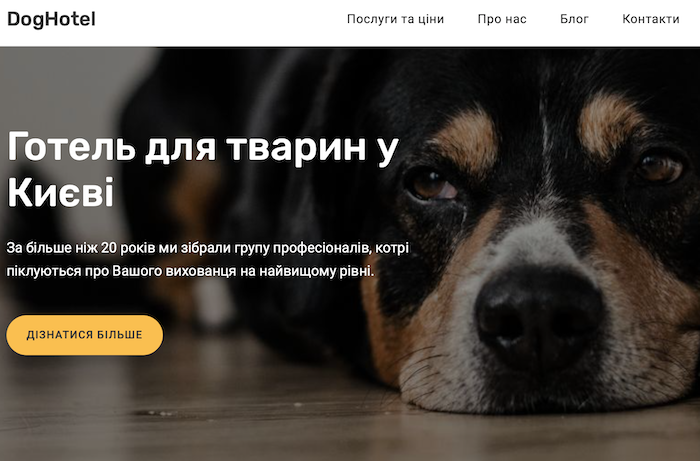 DogHotel
Послуги та ціни
Про нас
Блог
Контакти
Готель для тварин у
Києві
За більше ніж 20 років ми зібрали групу професіоналів, котрі
піклуються про Вашого вихованця на найвищому рівні.
ДІЗНАТИСЯ БІЛЬШЕ